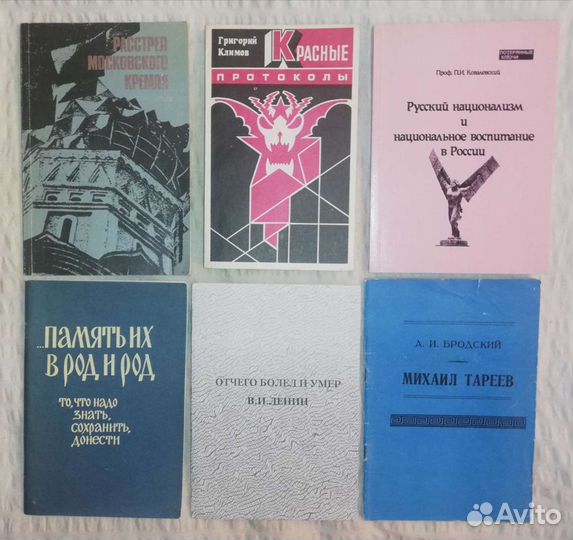 РАССТРЕЛ
МОСКОВСКОГО
КРЕМЛЯ
Григорий
Климов
КРАСНЫЕ
ПРОТОКОЛЫ
ПОТЕРЯННЫЕ
КЛЮЧИ
Проф. П.И. Ковалевский
Русский национализм
и
национальное воспитание
в России
...ПАМЯТЬ ИХ
В РОД И РОД
ТО, ЧТО НАДО
ЗНАТЬ,
СОХРАНИТЬ,
ДОНЕСТИ
ОТЧЕГО БОЛЕЛ И УМЕР
В.И.ЛЕНИН
А. И. БРОДСКИЙ
МИХАИЛ ТАРЕЕВ
Avito